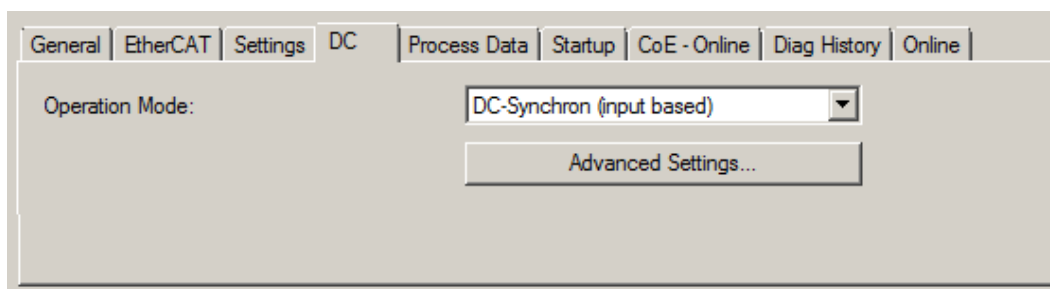 General EtherCAT Settings DC Process Data Startup CoE - Online Diag History Online
Operation Mode: DC-Synchron (input based)
Advanced Settings...